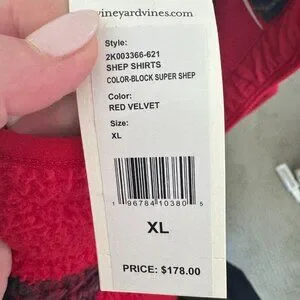 vineyardvines.com
Style:
2K003366-621
SHEP SHIRTS
COLOR-BLOCK SUPER SHEP
Color:
RED VELVET
Size:
XL
1 96784 10380 5
XL
PRICE: $178.00